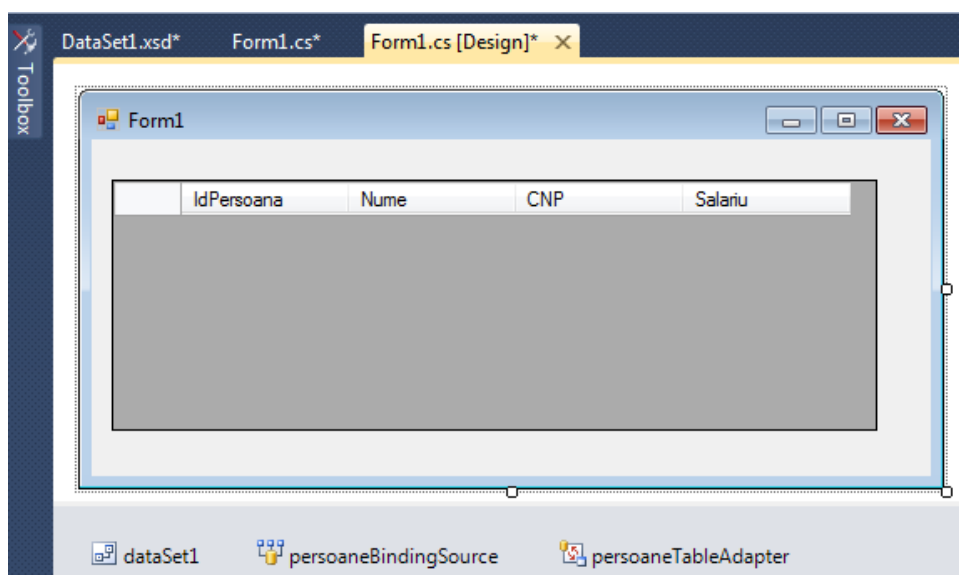 DataSet1.xsd* Form1.cs* Form1.cs [Design]*
Toolbox
Form1
IdPersoana Nume CNP Salariu
dataSet1 persoaneBindingSource persoaneTableAdapter